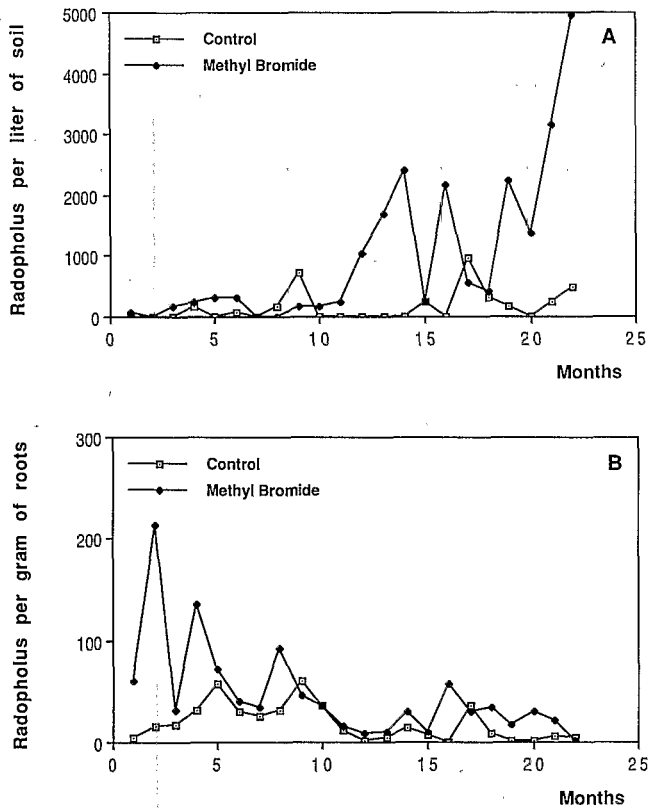 Radopholus per liter of soil
5000
4000
3000
2000
1000
0
Control
Methyl Bromide
A
0 5 10 15 20 25
Months
Radopholus per gram of roots
300
200
100
0
Control
Methyl Bromide
B
0 5 10 15 20 25
Months